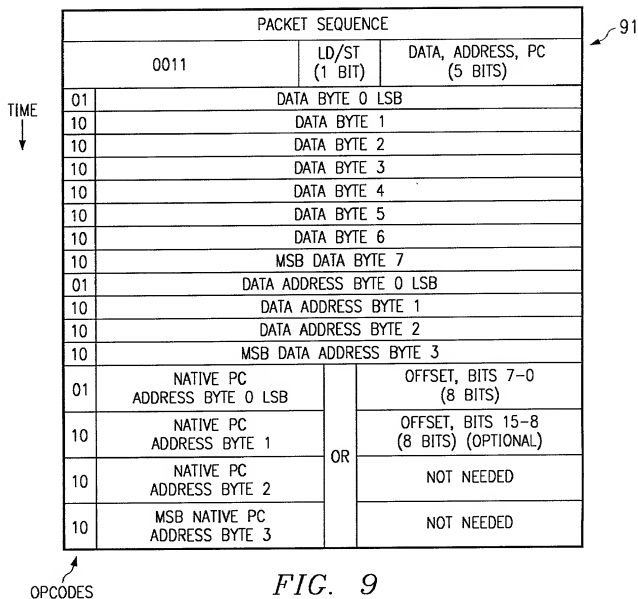 PACKET SEQUENCE
91
0011
LD/ST
(1 BIT)
DATA, ADDRESS, PC
(5 BITS)
TIME
01 DATA BYTE 0 LSB
10 DATA BYTE 1
10 DATA BYTE 2
10 DATA BYTE 3
10 DATA BYTE 4
10 DATA BYTE 5
10 DATA BYTE 6
10 MSB DATA BYTE 7
01 DATA ADDRESS BYTE 0 LSB
10 DATA ADDRESS BYTE 1
10 DATA ADDRESS BYTE 2
10 MSB DATA ADDRESS BYTE 3
01
NATIVE PC
ADDRESS BYTE 0 LSB
OFFSET, BITS 7-0
(8 BITS)
10
NATIVE PC
ADDRESS BYTE 1
OR
OFFSET, BITS 15-8
(8 BITS) (OPTIONAL)
10
NATIVE PC
ADDRESS BYTE 2
NOT NEEDED
10
MSB NATIVE PC
ADDRESS BYTE 3
NOT NEEDED
OPCODES
FIG. 9